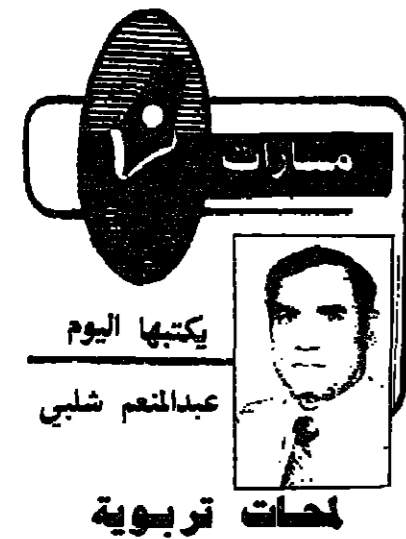 مسارات
يكتبها اليوم
عبدالمنعم شلبي
لمحات تربوية